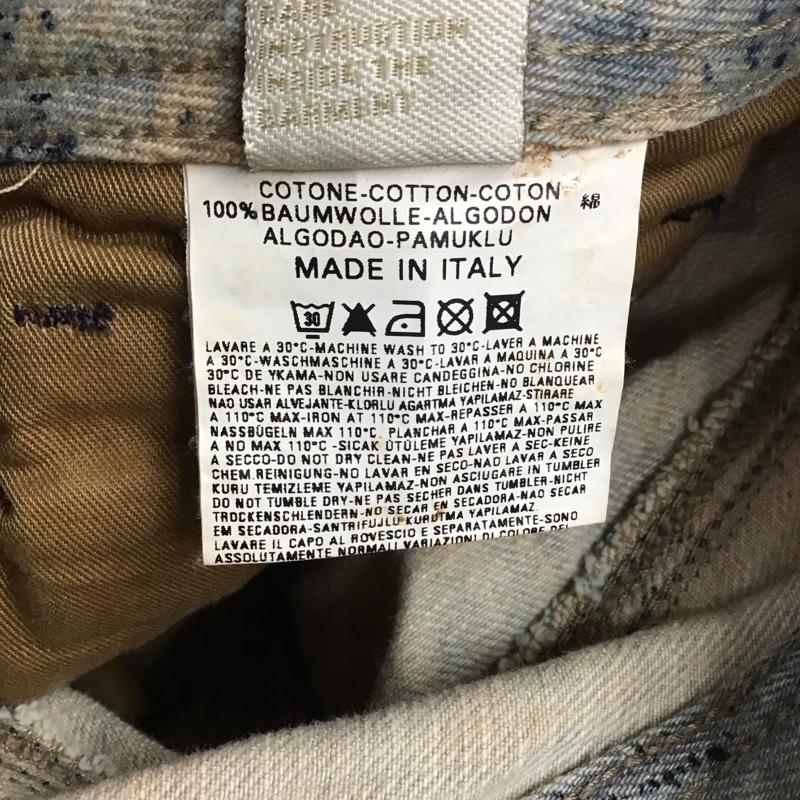 CARE
INSTRUCTION
INSIDE THE
GARMENT
COTONE-COTTON-COTON 綿
100% BAUMWOLLE-ALGODON
ALGODAO-PAMUKLU
MADE IN ITALY
30
LAVARE A 30°C-MACHINE WASH TO 30°C-LAVER A MACHINE
A 30°C-WASCHMASCHINE A 30°C-LAVAR A MAQUINA A 30°C
30°C DE YKAMA-NON USARE CANDEGGINA-NO CHLORINE
BLEACH-NE PAS BLANCHIR-NICHT BLEICHEN-NO BLANQUEAR
NAO USAR ALVEJANTE-KLORLU AGARTMA YAPILAMAZ-STIRARE
A 110°C MAX-IRON AT 110°C MAX-REPASSER A 110°C MAX
NASSBÜGELN MAX 110°C. PLANCHAR A 110°C MAX-PASSAR
A NO MAX 110°C -SICAK ÜTÜLEME YAPILAMAZ-NON PULIRE
A SECCO-DO NOT DRY CLEAN-NE PAS LAVER A SEC-KEINE
CHEM.REINIGUNG-NO LAVAR EN SECO-NAO LAVAR A SECO
KURU TEMIZLEME YAPILAMAZ-NON ASCIUGARE IN TUMBLER
DO NOT TUMBLE DRY-NE PAS SECHER DANS TUMBLER-NICHT
TROCKENSCHLENDERN-NO SECAR EN SECADORA-NAO SECAR
EM SECADORA-SANTRIFUJLU KURUTMA YAPILAMAZ.
LAVARE IL CAPO AL ROVESCIO E SEPARATAMENTE-SONO
ASSOLUTAMENTE NORMALI VARIAZIONI DI COLORE DEL